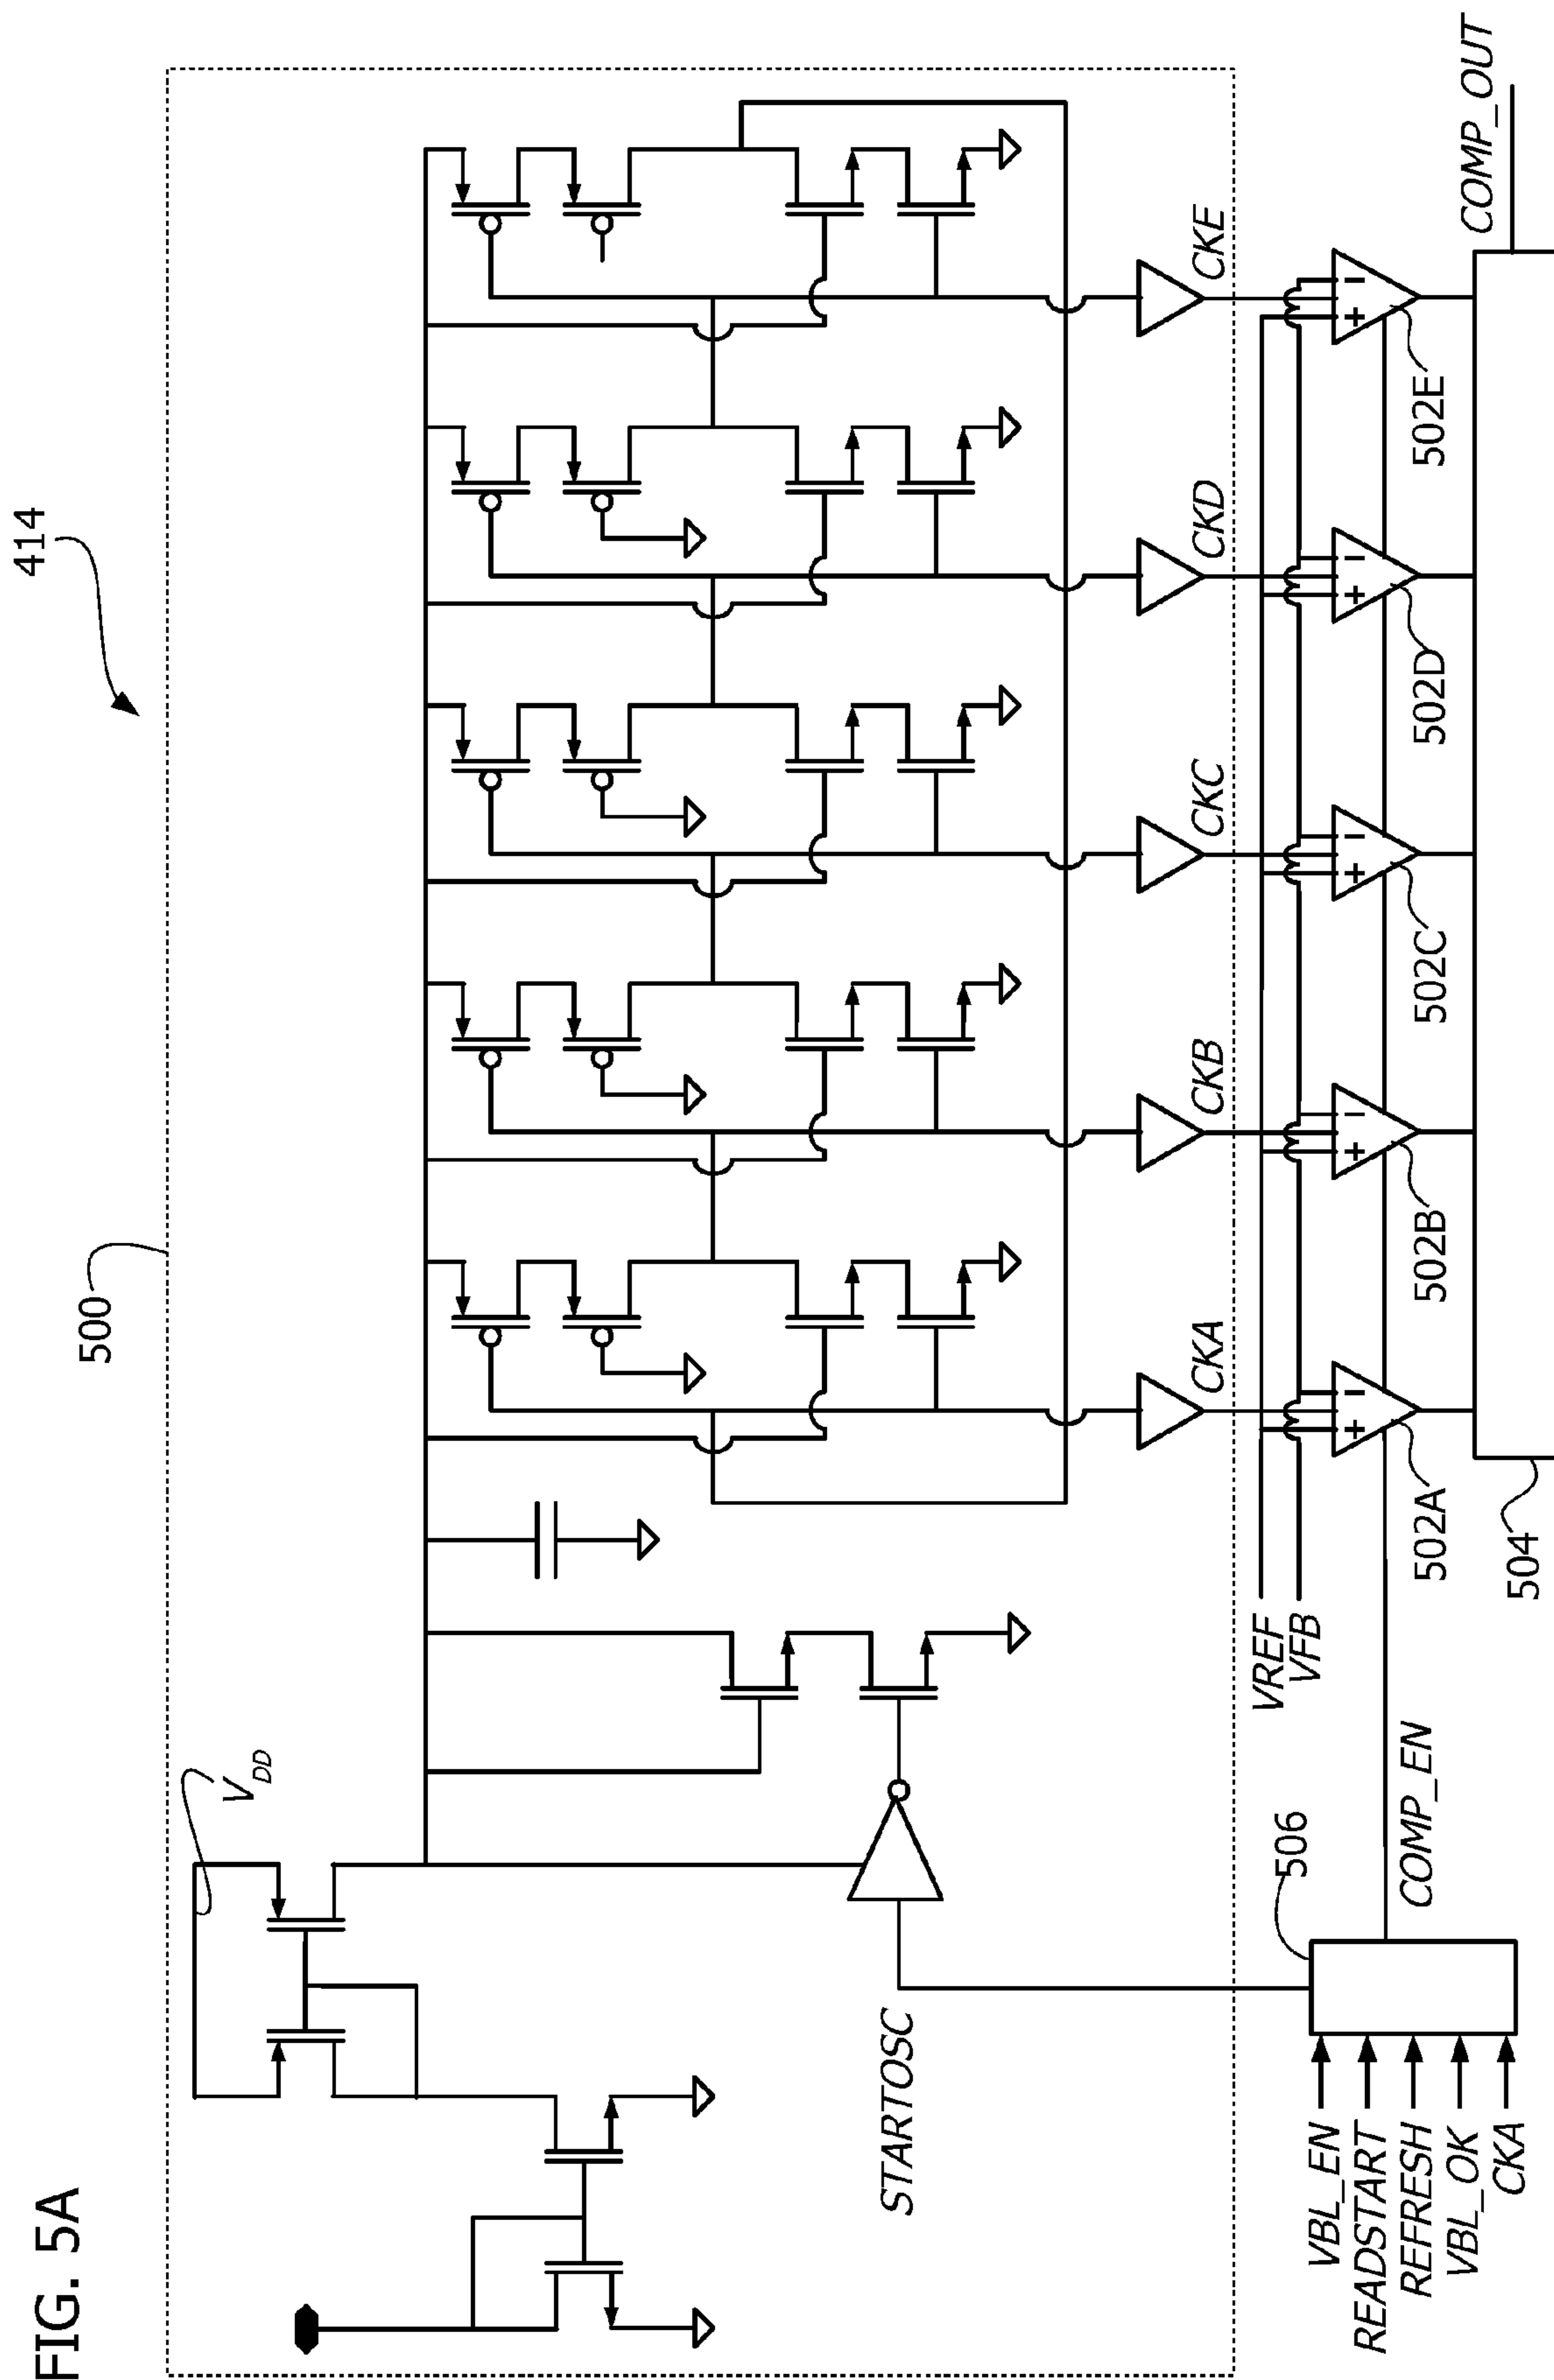 FIG. 5A
414
500
V DD
STARTOSC
CKA
CKB
CKC
CKD
CKE
VREF
VFB
506
COMP_EN
VBL_EN
READSTART
REFRESH
VBL_OK
CKA
502A
502B
502C
502D
502E
+ -
+ -
+ -
+ -
+ -
504
COMP_OUT